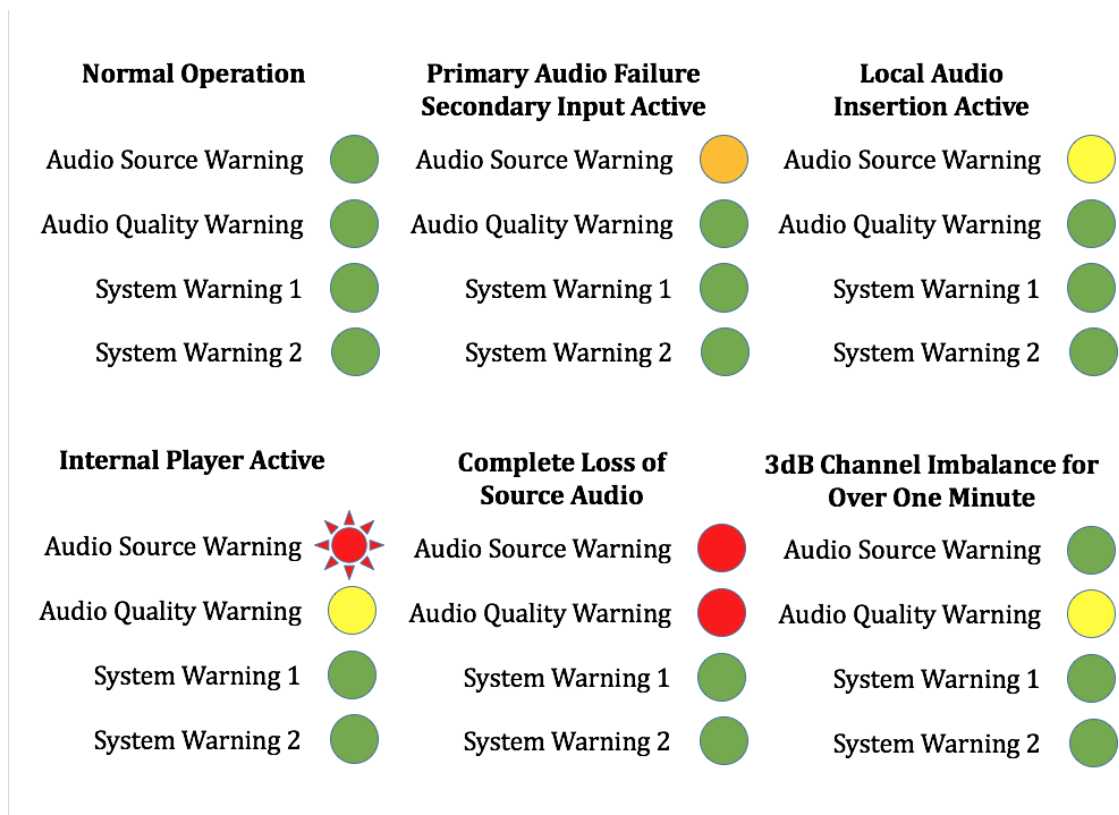 Normal Operation
Audio Source Warning
Audio Quality Warning
System Warning 1
System Warning 2
Primary Audio Failure
Secondary Input Active
Audio Source Warning
Audio Quality Warning
System Warning 1
System Warning 2
Local Audio
Insertion Active
Audio Source Warning
Audio Quality Warning
System Warning 1
System Warning 2
Internal Player Active
Audio Source Warning
Audio Quality Warning
System Warning 1
System Warning 2
Complete Loss of
Source Audio
Audio Source Warning
Audio Quality Warning
System Warning 1
System Warning 2
3dB Channel Imbalance for
Over One Minute
Audio Source Warning
Audio Quality Warning
System Warning 1
System Warning 2